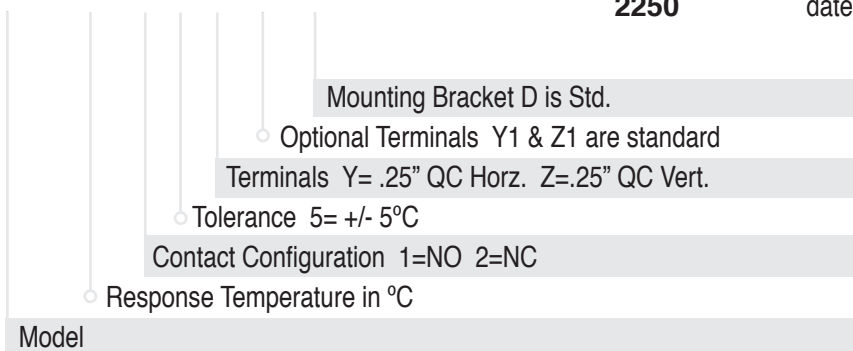 2250 date
Mounting Bracket D is Std.
Optional Terminals Y1 & Z1 are standard
Terminals Y= .25” QC Horz. Z=.25” QC Vert.
Tolerance 5= +/- 5ºC
Contact Configuration 1=NO 2=NC
Response Temperature in ºC
Model